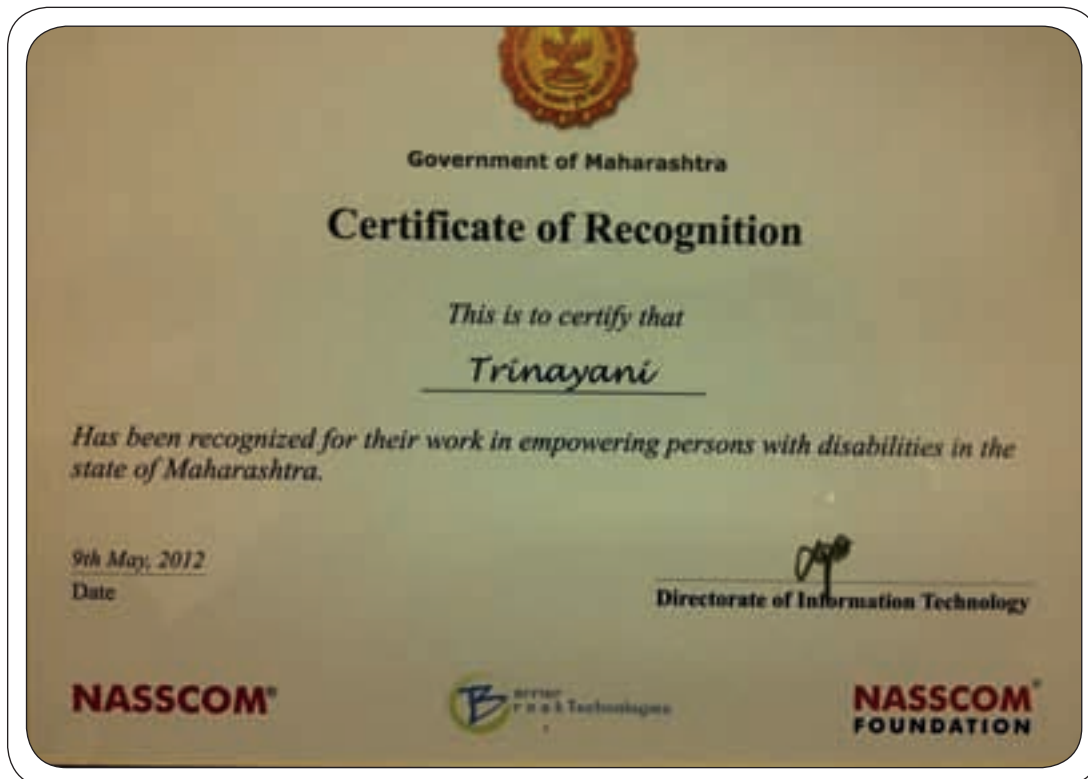 Government of Maharashtra
Certificate of Recognition
This is to certify that
Trinayani
Has been recognized for their work in empowering persons with disabilities in the
state of Maharashtra.
9th May, 2012
Date
Directorate of Information Technology
NASSCOM®
Barrier
Break Technologies
NASSCOM®
FOUNDATION